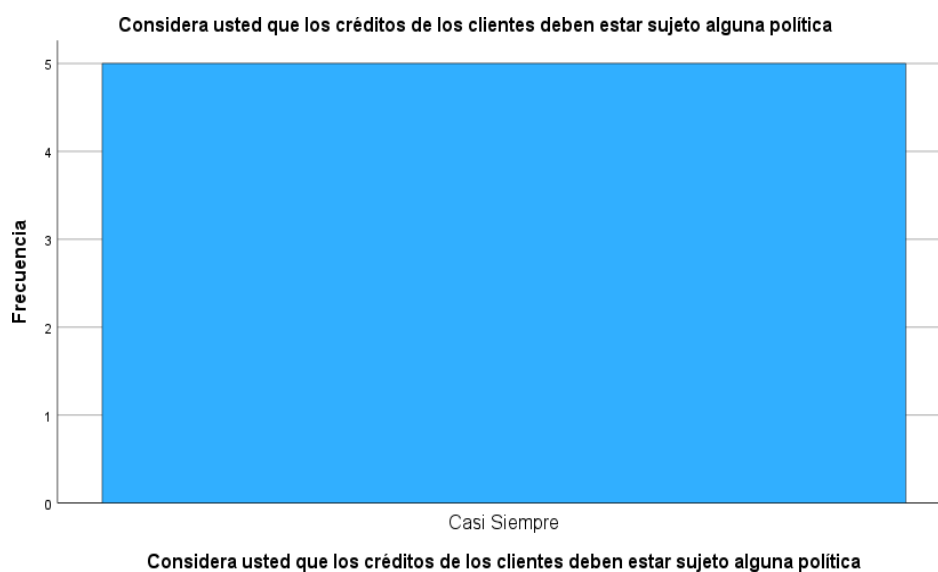 Considera usted que los créditos de los clientes deben estar sujeto alguna política
5
4
3
2
1
0
Frecuencia
Casi Siempre
Considera usted que los créditos de los clientes deben estar sujeto alguna política